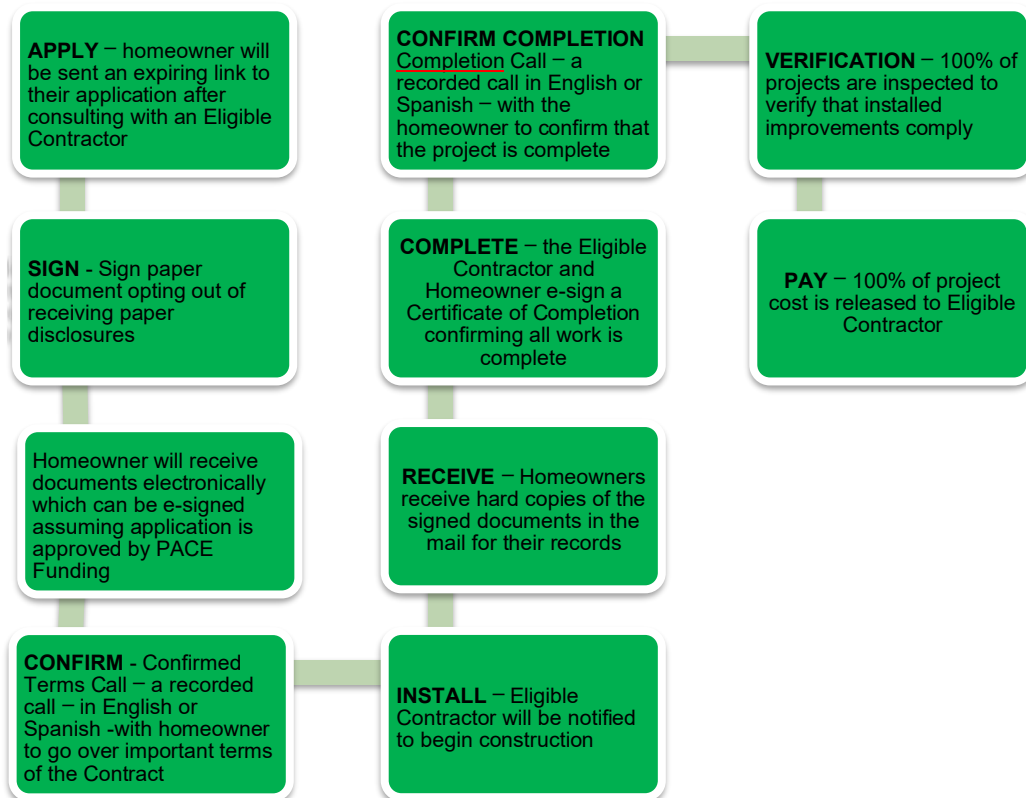 APPLY – homeowner will
be sent an expiring link to
their application after
consulting with an Eligible
Contractor
SIGN - Sign paper
document opting out of
receiving paper
disclosures
Homeowner will receive
documents electronically
which can be e-signed
assuming application is
approved by PACE
Funding
CONFIRM - Confirmed
Terms Call – a recorded
call – in English or
Spanish -with homeowner
to go over important terms
of the Contract
INSTALL – Eligible
Contractor will be notified
to begin construction
RECEIVE – Homeowners
receive hard copies of the
signed documents in the
mail for their records
COMPLETE – the Eligible
Contractor and
Homeowner e-sign a
Certificate of Completion
confirming all work is
complete
CONFIRM COMPLETION
Completion Call – a
recorded call in English or
Spanish – with the
homeowner to confirm that
the project is complete
VERIFICATION – 100% of
projects are inspected to
verify that installed
improvements comply
PAY – 100% of project
cost is released to Eligible
Contractor